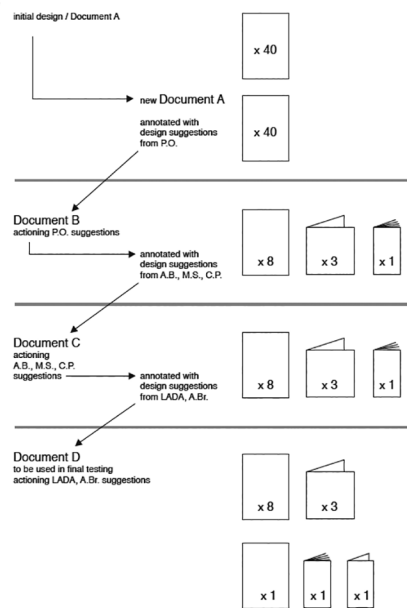 initial design / Document A
x 40
new Document A
annotated with
design suggestions
from P.O.
x 40
Document B
actioning P.O. suggestions
annotated with
design suggestions
from A.B., M.S., C.P.
x 8
x 3
x 1
Document C
actioning
A.B., M.S., C.P.
suggestions
annotated with
design suggestions
from LADA, A.Br.
x 8
x 3
x 1
Document D
to be used in final testing
actioning LADA, A.Br. suggestions
x 8
x 3
x 1
x 1
x 1